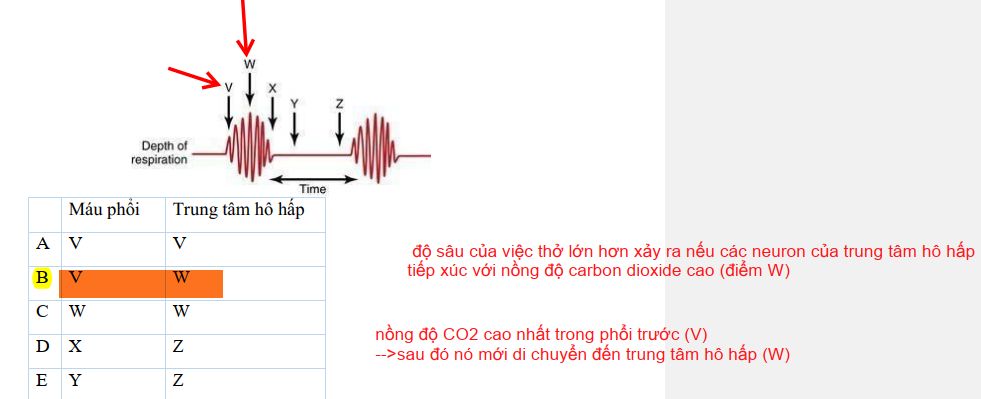 W
V
X
Y
Z
Depth of
respiration
Time
Máu phổi Trung tâm hô hấp
A V V
B V W
C W W
D X Z
E Y Z
độ sâu của việc thở lớn hơn xảy ra nếu các neuron của trung tâm hô hấp
tiếp xúc với nồng độ carbon dioxide cao (điểm W)
nồng độ CO2 cao nhất trong phổi trước (V)
-->sau đó nó mới di chuyển đến trung tâm hô hấp (W)